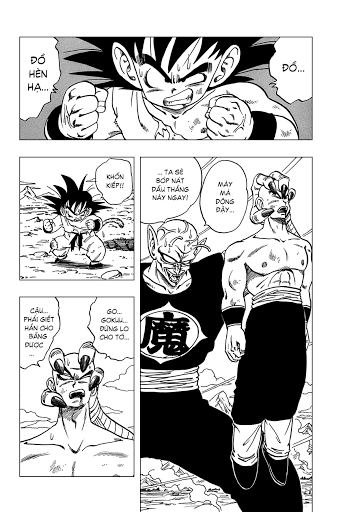 ĐỒ...
ĐỒ
HÈN
HẠ...
MÀY
MÀ
ĐỘNG
ĐẬY...
... TA SẼ
BÓP NÁT
ĐẦU THẰNG
NÀY NGAY!
KHỐN
KIẾP!!
魔
GO...
GOKUU...
ĐỪNG LO
CHO TỚ...
CẬU...
PHẢI GIẾT
HẮN CHO
BẰNG
ĐƯỢC
...